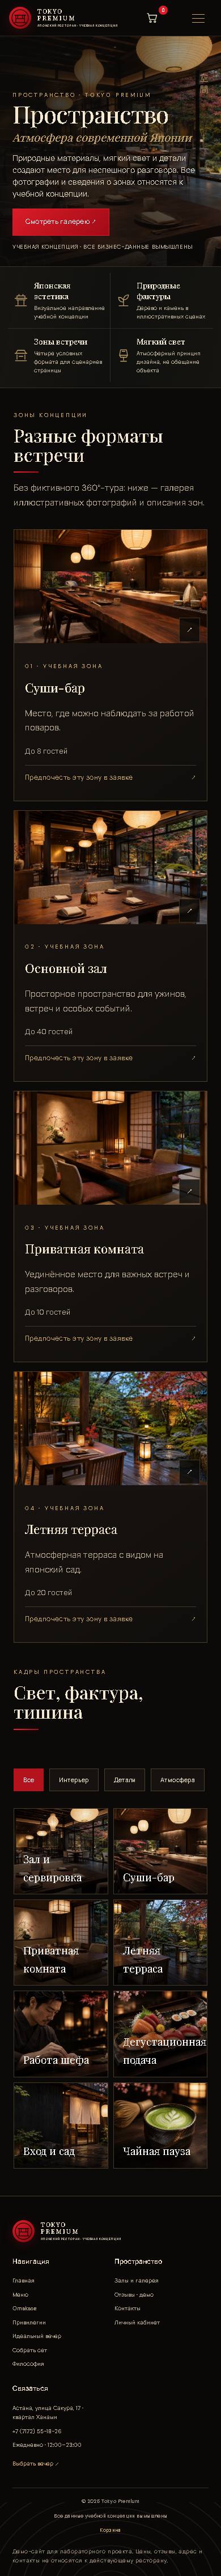 TOKYO
PREMIUM
ЯПОНСКИЙ РЕСТОРАН · УЧЕБНАЯ КОНЦЕПЦИЯ
0
ПРОСТРАНСТВО · TOKYO PREMIUM
Пространство
Атмосфера современной Японии
Природные материалы, мягкий свет и детали
создают место для неспешного разговора. Все
фотографии и сведения о зонах относятся к
учебной концепции.
Смотреть галерею ↗
УЧЕБНАЯ КОНЦЕПЦИЯ · ВСЕ БИЗНЕС-ДАННЫЕ ВЫМЫШЛЕНЫ
Японская
эстетика
Визуальное направление
учебной концепции
Природные
фактуры
Дерево и камень в
иллюстративных сценах
Зоны встречи
Четыре условных
формата для сценариев
страницы
Мягкий свет
Атмосферный принцип
дизайна, не обещание
объекта
ЗОНЫ КОНЦЕПЦИИ
Разные форматы
встречи
Без фиктивного 360°-тура: ниже — галерея
иллюстративных фотографий и описания зон.
↗
01 · УЧЕБНАЯ ЗОНА
Суши-бар
Место, где можно наблюдать за работой
поваров.
До 8 гостей
Предпочесть эту зону в заявке ↗
↗
02 · УЧЕБНАЯ ЗОНА
Основной зал
Просторное пространство для ужинов,
встреч и особых событий.
До 40 гостей
Предпочесть эту зону в заявке ↗
↗
03 · УЧЕБНАЯ ЗОНА
Приватная комната
Уединённое место для важных встреч и
разговоров.
До 10 гостей
Предпочесть эту зону в заявке ↗
↗
04 · УЧЕБНАЯ ЗОНА
Летняя терраса
Атмосферная терраса с видом на
японский сад.
До 20 гостей
Предпочесть эту зону в заявке ↗
КАДРЫ ПРОСТРАНСТВА
Свет, фактура,
тишина
Все Интерьер Детали Атмосфера
Зал и
сервировка
Суши-бар
Приватная
комната
Летняя
терраса
Работа шефа
Дегустационная
подача
Вход и сад
Чайная пауза
TOKYO
PREMIUM
ЯПОНСКИЙ РЕСТОРАН · УЧЕБНАЯ КОНЦЕПЦИЯ
Навигация
Главная
Меню
Омакасе
Привилегии
Идеальный вечер
Собрать сет
Философия
Пространство
Залы и галерея
Отзывы · демо
Контакты
Личный кабинет
Связаться
Астана, улица Сакура, 17 ·
квартал Ханами
+7 (7172) 55-18-26
Ежедневно · 12:00–23:00
Выбрать вечер ↗
© 2026 Tokyo Premium
Все данные учебной концепции вымышлены
Корзина
Демо-сайт для лабораторного проекта. Цены, отзывы, адрес и
контакты не относятся к действующему ресторану.